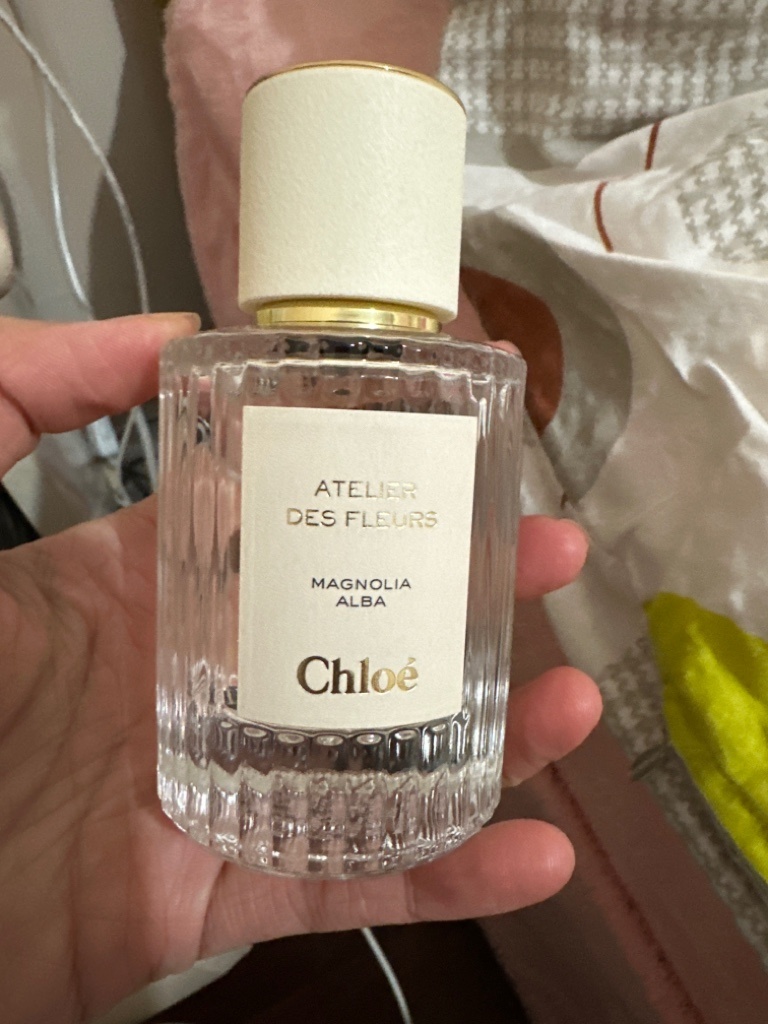 ATELIER
DES FLEURS
MAGNOLIA
ALBA
Chloé